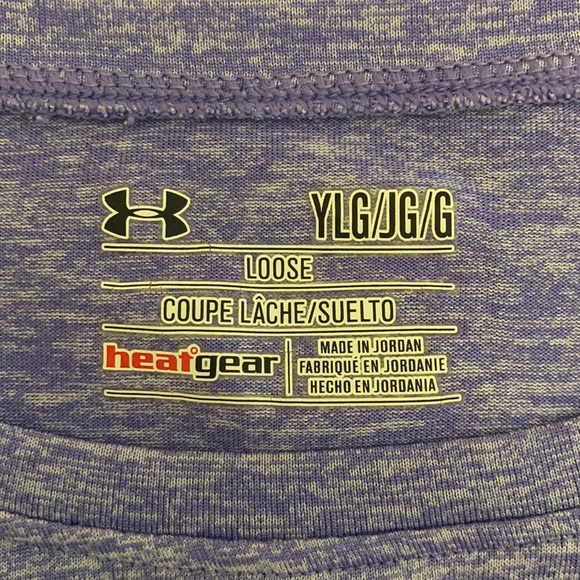 YLG/JG/G
LOOSE
COUPE LÂCHE/SUELTO
heatgear
MADE IN JORDAN
FABRIQUÉ EN JORDANIE
HECHO EN JORDANIA